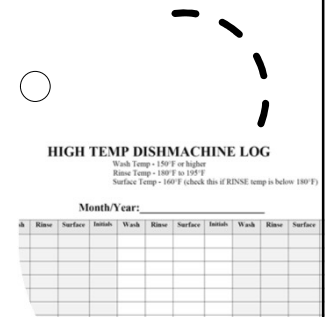 HIGH TEMP DISHMACHINE LOG
Wash Temp - 150°F or higher
Rinse Temp - 180°F to 195°F
Surface Temp - 160°F (check this if RINSE temp is below 180°F)
Month/Year:
Rinse Surface Initials Wash Rinse Surface Initials Wash Rinse Surface